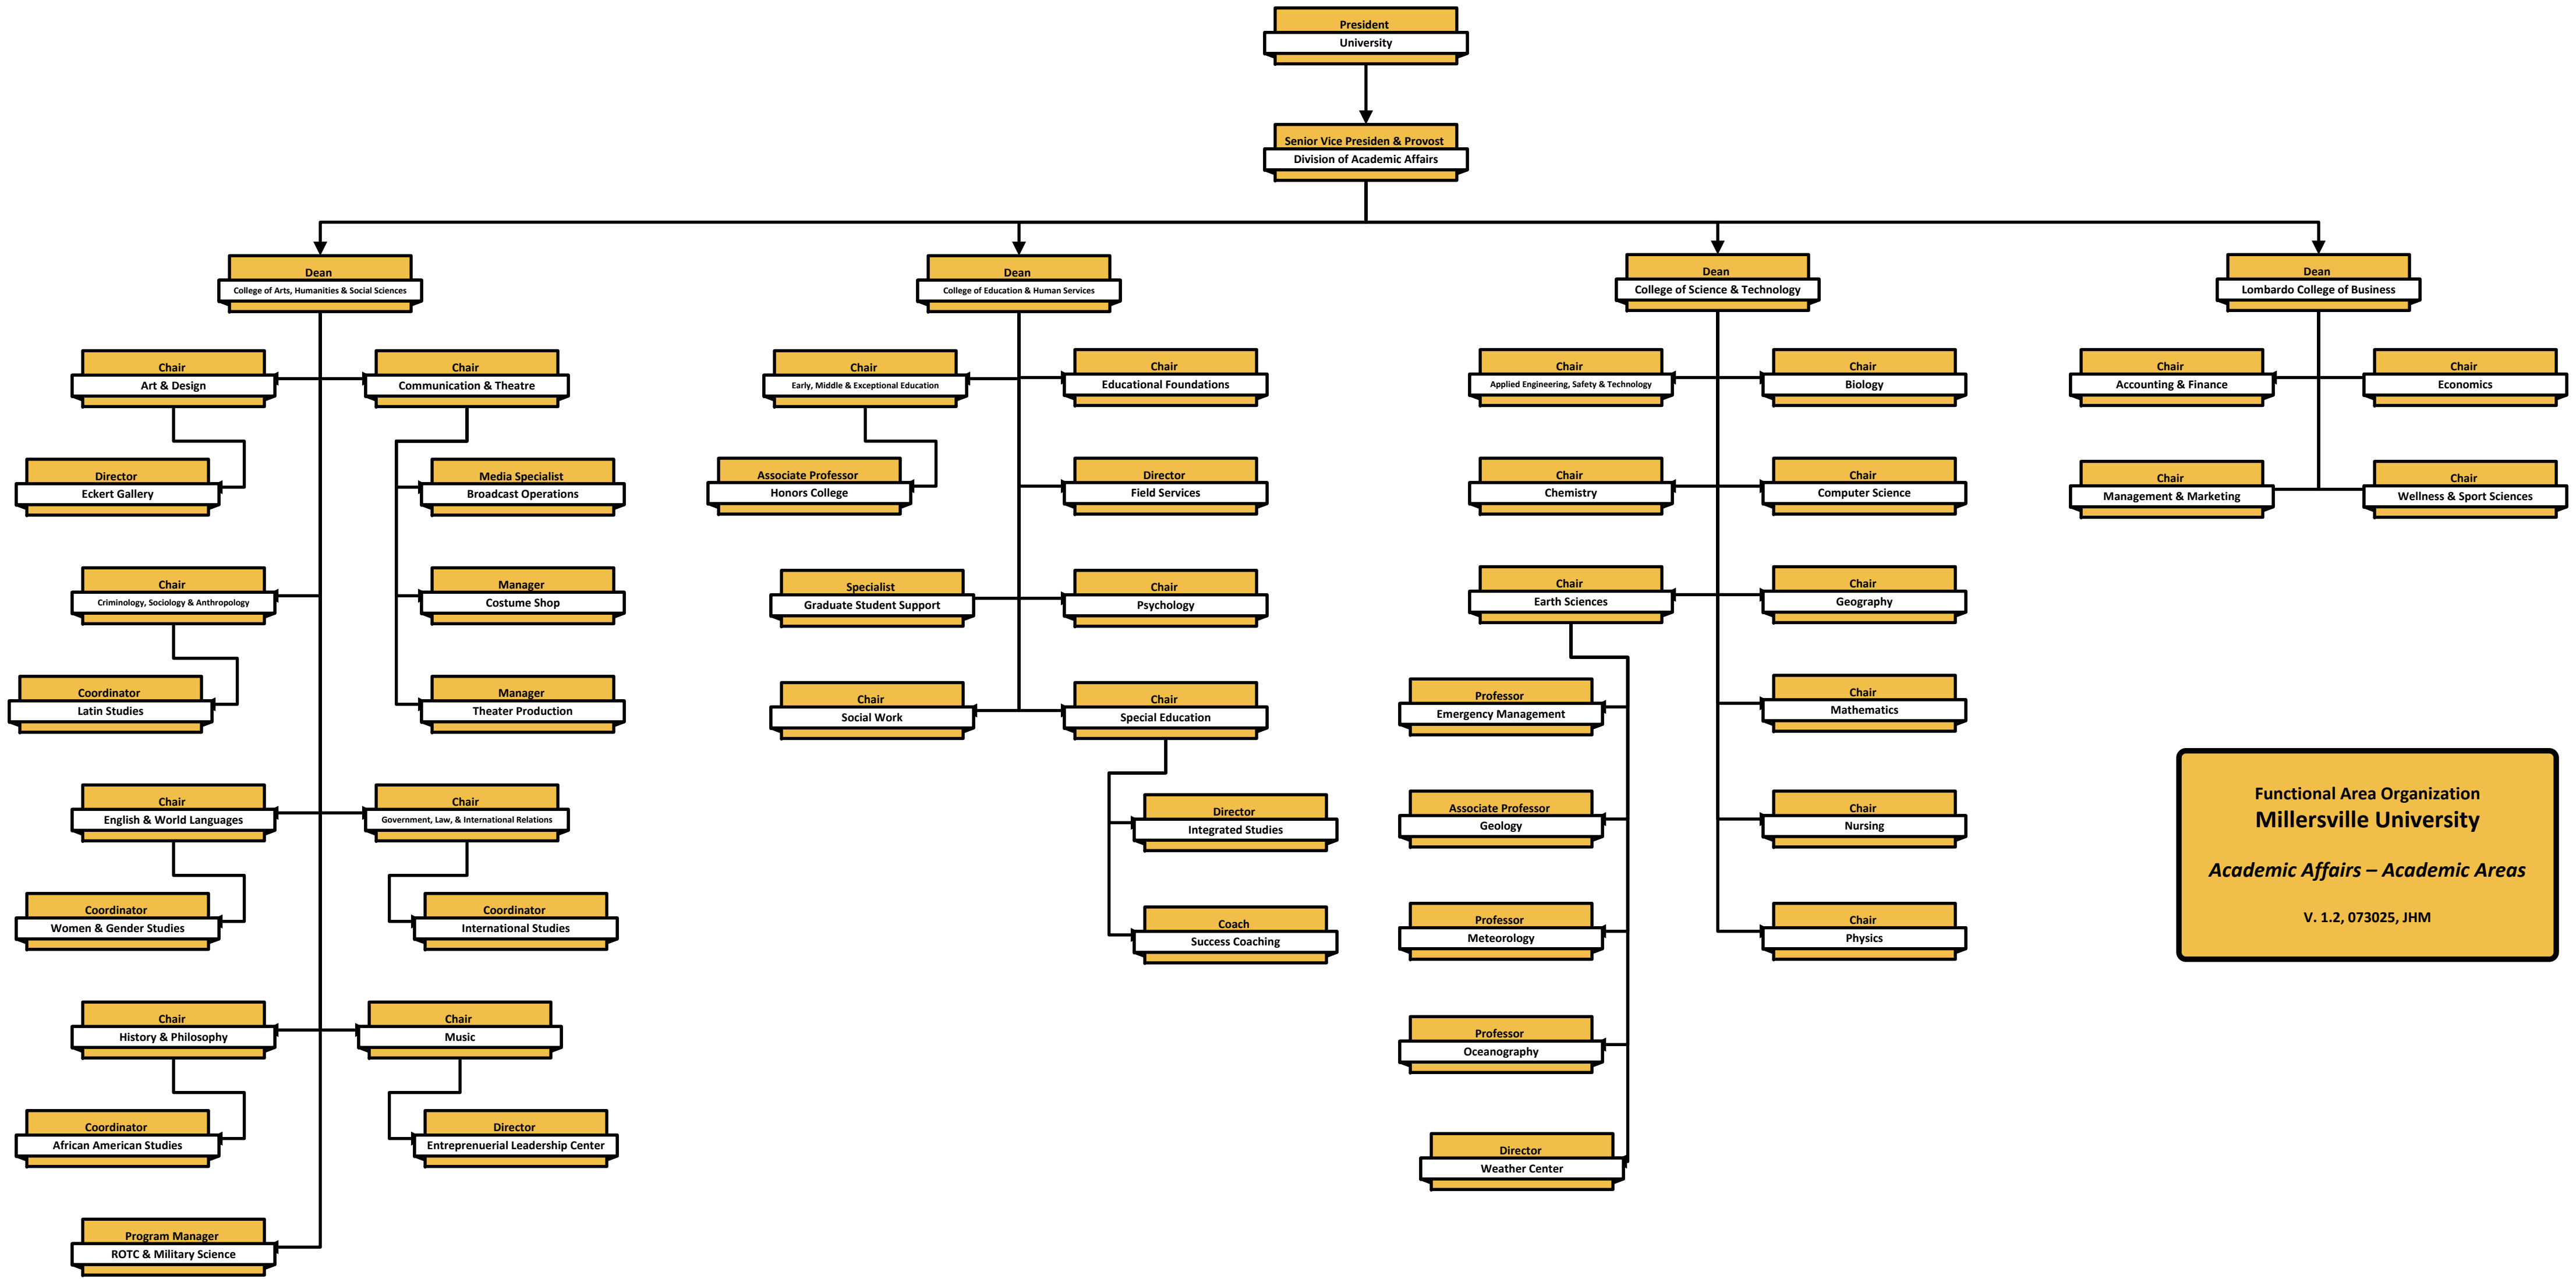 President
University
Senior Vice Presiden & Provost
Division of Academic Affairs
Dean
College of Arts, Humanities & Social Sciences
Dean
College of Education & Human Services
Dean
College of Science & Technology
Dean
Lombardo College of Business
Chair
Art & Design
Chair
Communication & Theatre
Director
Eckert Gallery
Media Specialist
Broadcast Operations
Chair
Criminology, Sociology & Anthropology
Manager
Costume Shop
Coordinator
Latin Studies
Manager
Theater Production
Chair
English & World Languages
Chair
Government, Law, & International Relations
Coordinator
Women & Gender Studies
Coordinator
International Studies
Chair
History & Philosophy
Chair
Music
Coordinator
African American Studies
Director
Entreprenuerial Leadership Center
Program Manager
ROTC & Military Science
Chair
Early, Middle & Exceptional Education
Chair
Educational Foundations
Associate Professor
Honors College
Director
Field Services
Specialist
Graduate Student Support
Chair
Psychology
Chair
Social Work
Chair
Special Education
Director
Integrated Studies
Coach
Success Coaching
Chair
Applied Engineering, Safety & Technology
Chair
Biology
Chair
Chemistry
Chair
Computer Science
Chair
Earth Sciences
Chair
Geography
Professor
Emergency Management
Chair
Mathematics
Associate Professor
Geology
Chair
Nursing
Professor
Meteorology
Chair
Physics
Professor
Oceanography
Director
Weather Center
Chair
Accounting & Finance
Chair
Economics
Chair
Management & Marketing
Chair
Wellness & Sport Sciences
Functional Area Organization
Millersville University
Academic Affairs – Academic Areas
V. 1.2, 073025, JHM